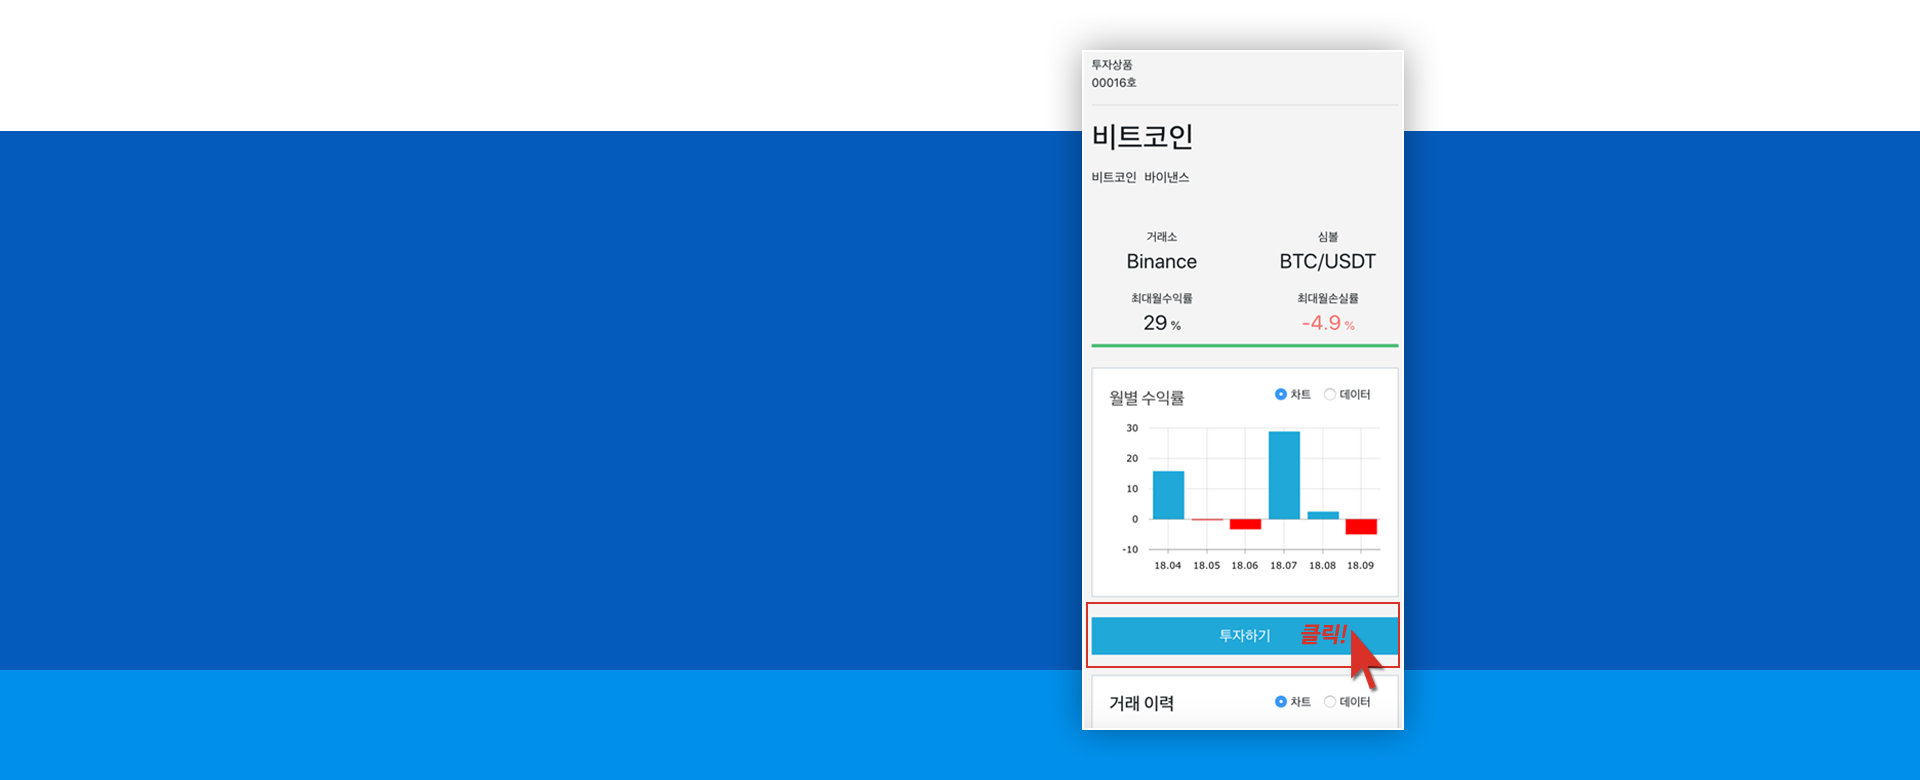 투자상품
00016호
비트코인
비트코인 바이낸스
거래소 심볼
Binance BTC/USDT
최대월수익률 최대월손실률
29 % -4.9 %
월별 수익률 차트 데이터
30
20
10
0
-10
18.04 18.05 18.06 18.07 18.08 18.09
투자하기 클릭!
거래 이력 차트 데이터